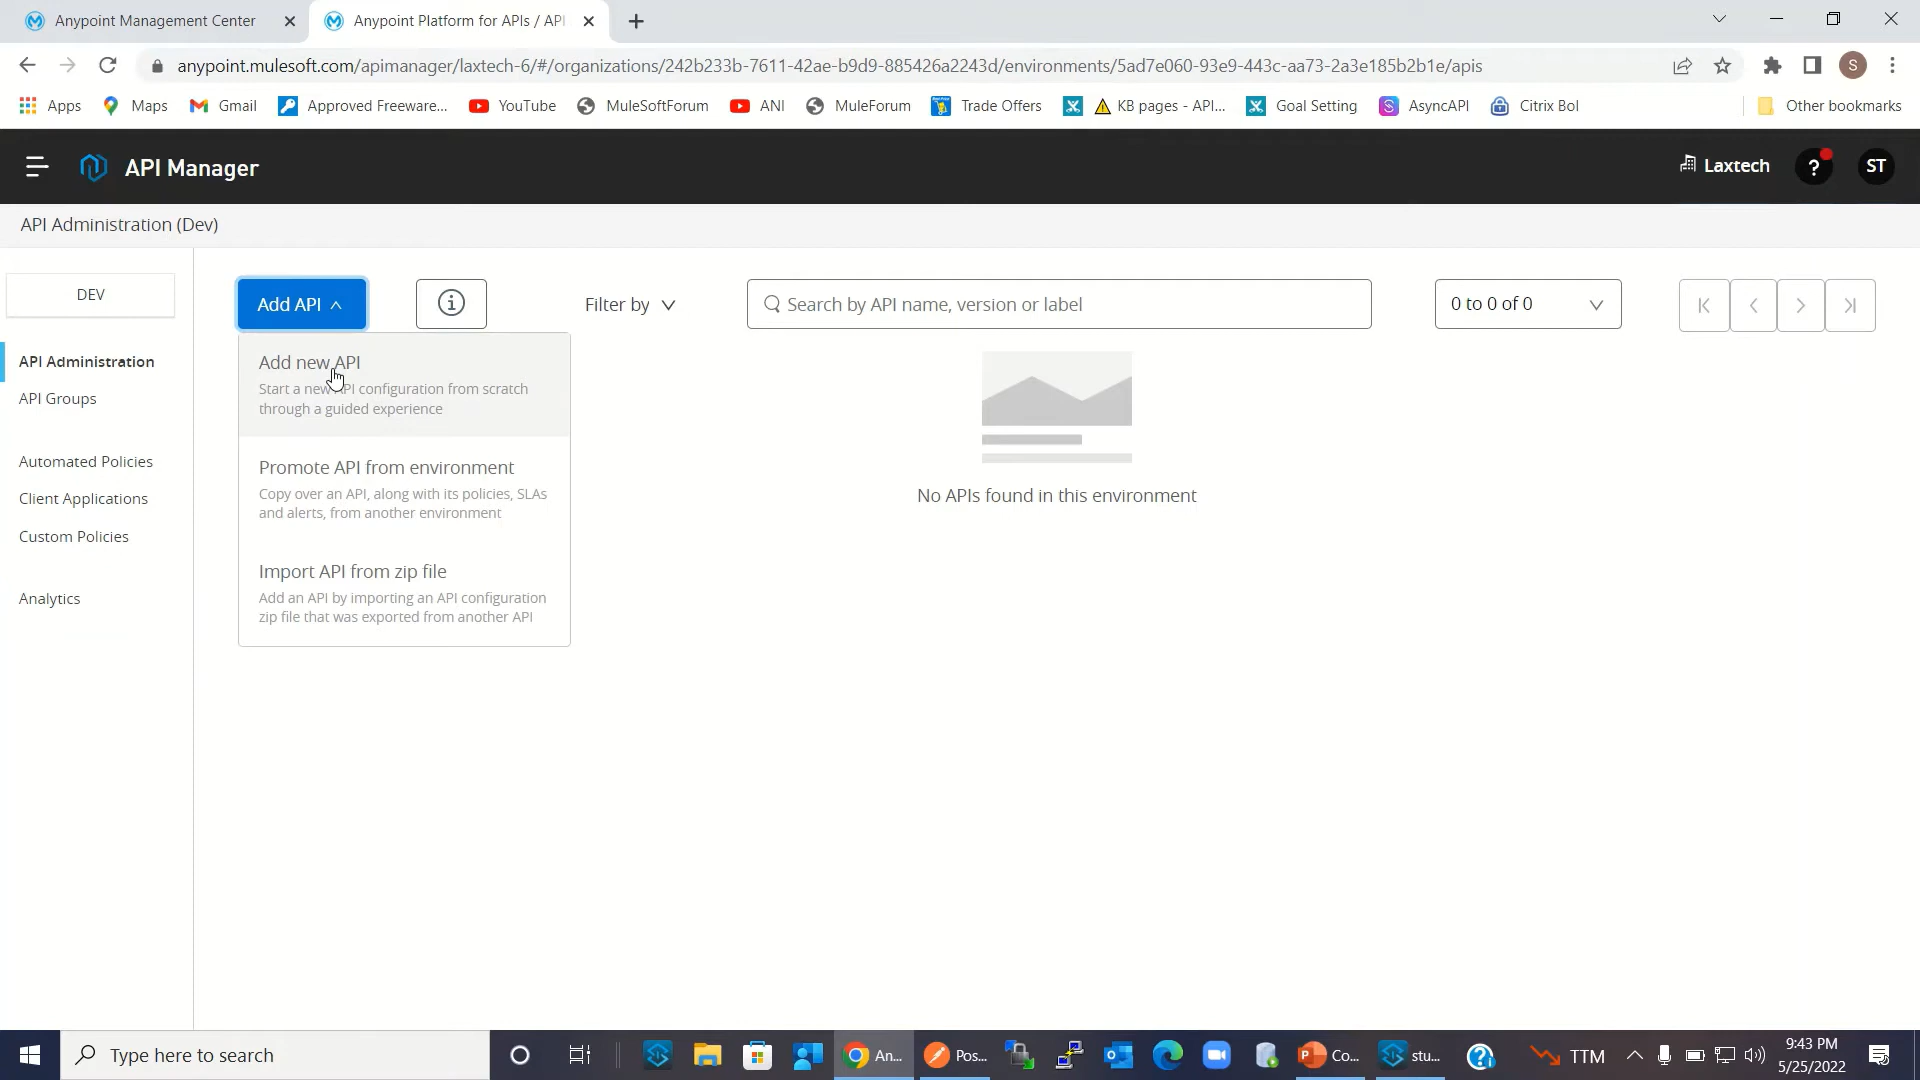 Anypoint Management Center
Anypoint Platform for APIs / API
anypoint.mulesoft.com/apimanager/laxtech-6/#/organizations/242b233b-7611-42ae-b9d9-885426a2243d/environments/5ad7e060-93e9-443c-aa73-2a3e185b2b1e/apis
S
Apps
Maps
Gmail
Approved Freeware...
YouTube
MuleSoftForum
ANI
MuleForum
Trade Offers
KB pages - API...
Goal Setting
AsyncAPI
Citrix Bol
Other bookmarks
API Manager
Laxtech
?
ST
API Administration (Dev)
DEV
API Administration
API Groups
Automated Policies
Client Applications
Custom Policies
Analytics
Add API
Filter by
Search by API name, version or label
0 to 0 of 0
Add new API
Start a new API configuration from scratch
through a guided experience
Promote API from environment
Copy over an API, along with its policies, SLAs
and alerts, from another environment
Import API from zip file
Add an API by importing an API configuration
zip file that was exported from another API
No APIs found in this environment
Type here to search
An...
Pos...
Co...
stu...
TTM
9:43 PM
5/25/2022